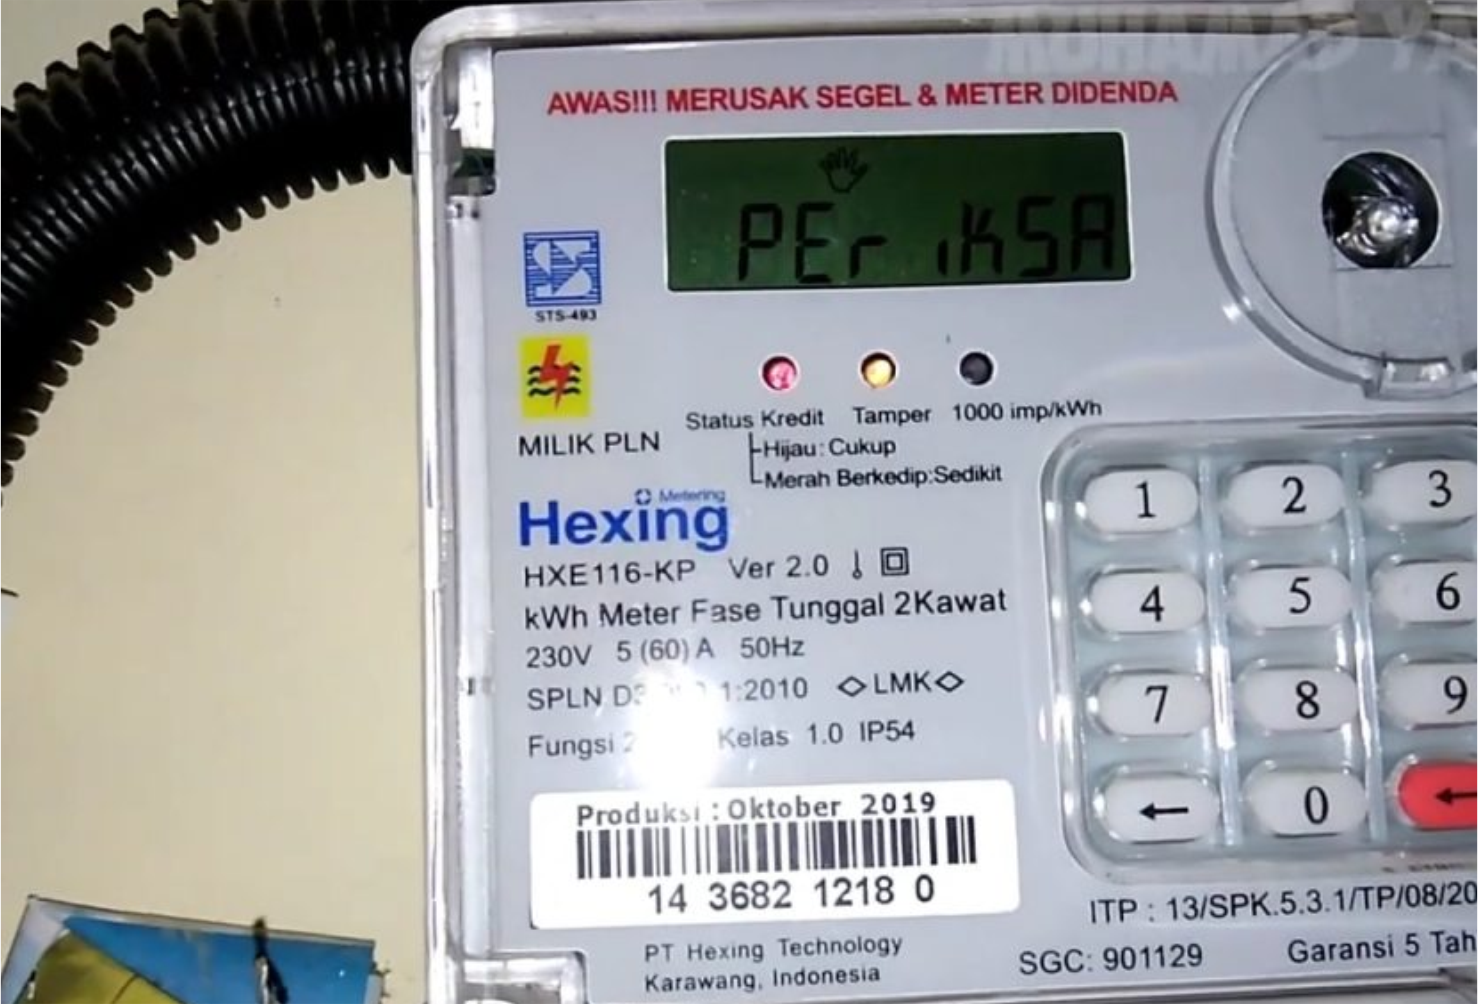 AWAS!!! MERUSAK SEGEL & METER DIDENDA
PEriKSA
STS-493
MILIK PLN
Status Kredit Tamper 1000 imp/kWh
Hijau: Cukup
Merah Berkedip:Sedikit
Metering
Hexing
HXE116-KP Ver 2.0
kWh Meter Fase Tunggal 2Kawat
230V 5 (60) A 50Hz
SPLN 1:2010 LMK
Fungsi Kelas 1.0 IP54
Produksi : Oktober 2019
14 3682 1218 0
PT Hexing Technology
Karawang, Indonesia
1 2 3
4 5 6
7 8 9
← 0 ←
ITP : 13/SPK.5.3.1/TP/08/20
SGC: 901129 Garansi 5 Tah